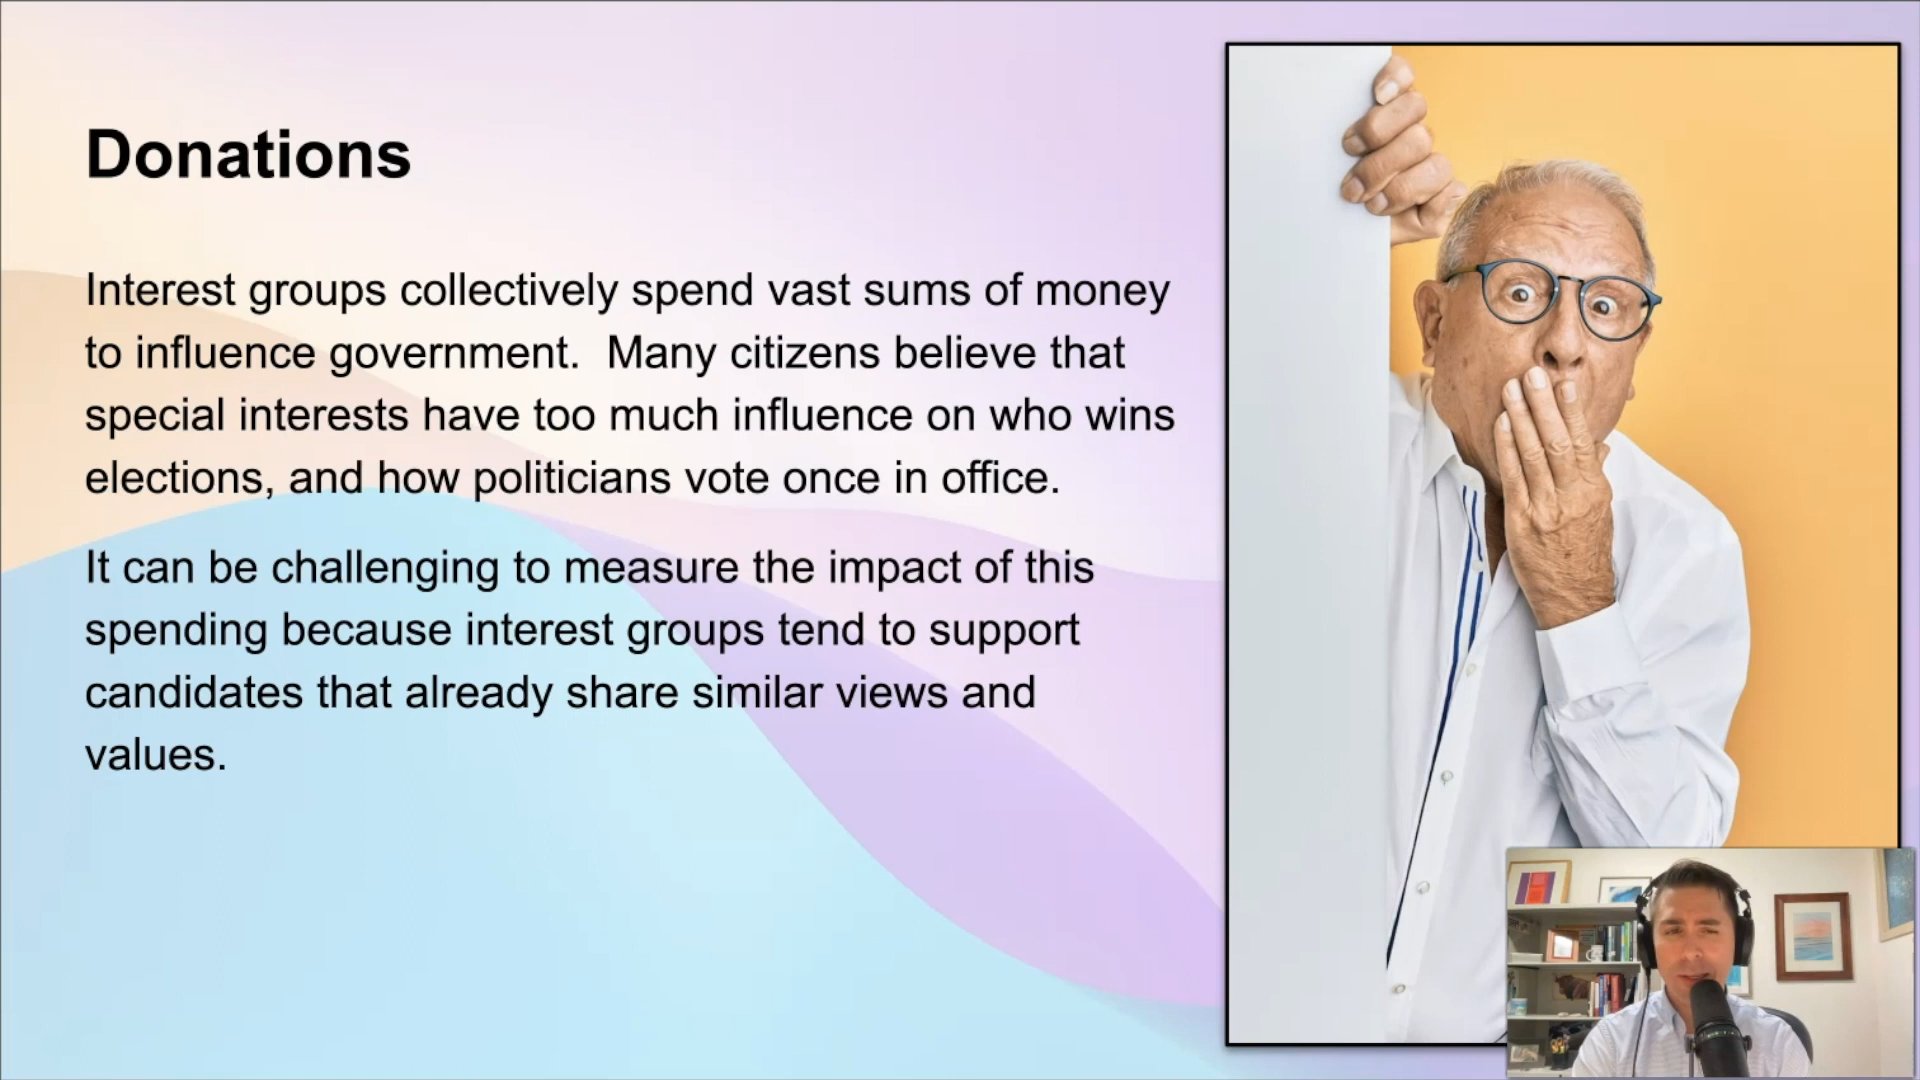 Donations
Interest groups collectively spend vast sums of money
to influence government.  Many citizens believe that
special interests have too much influence on who wins
elections, and how politicians vote once in office.
It can be challenging to measure the impact of this
spending because interest groups tend to support
candidates that already share similar views and
values.